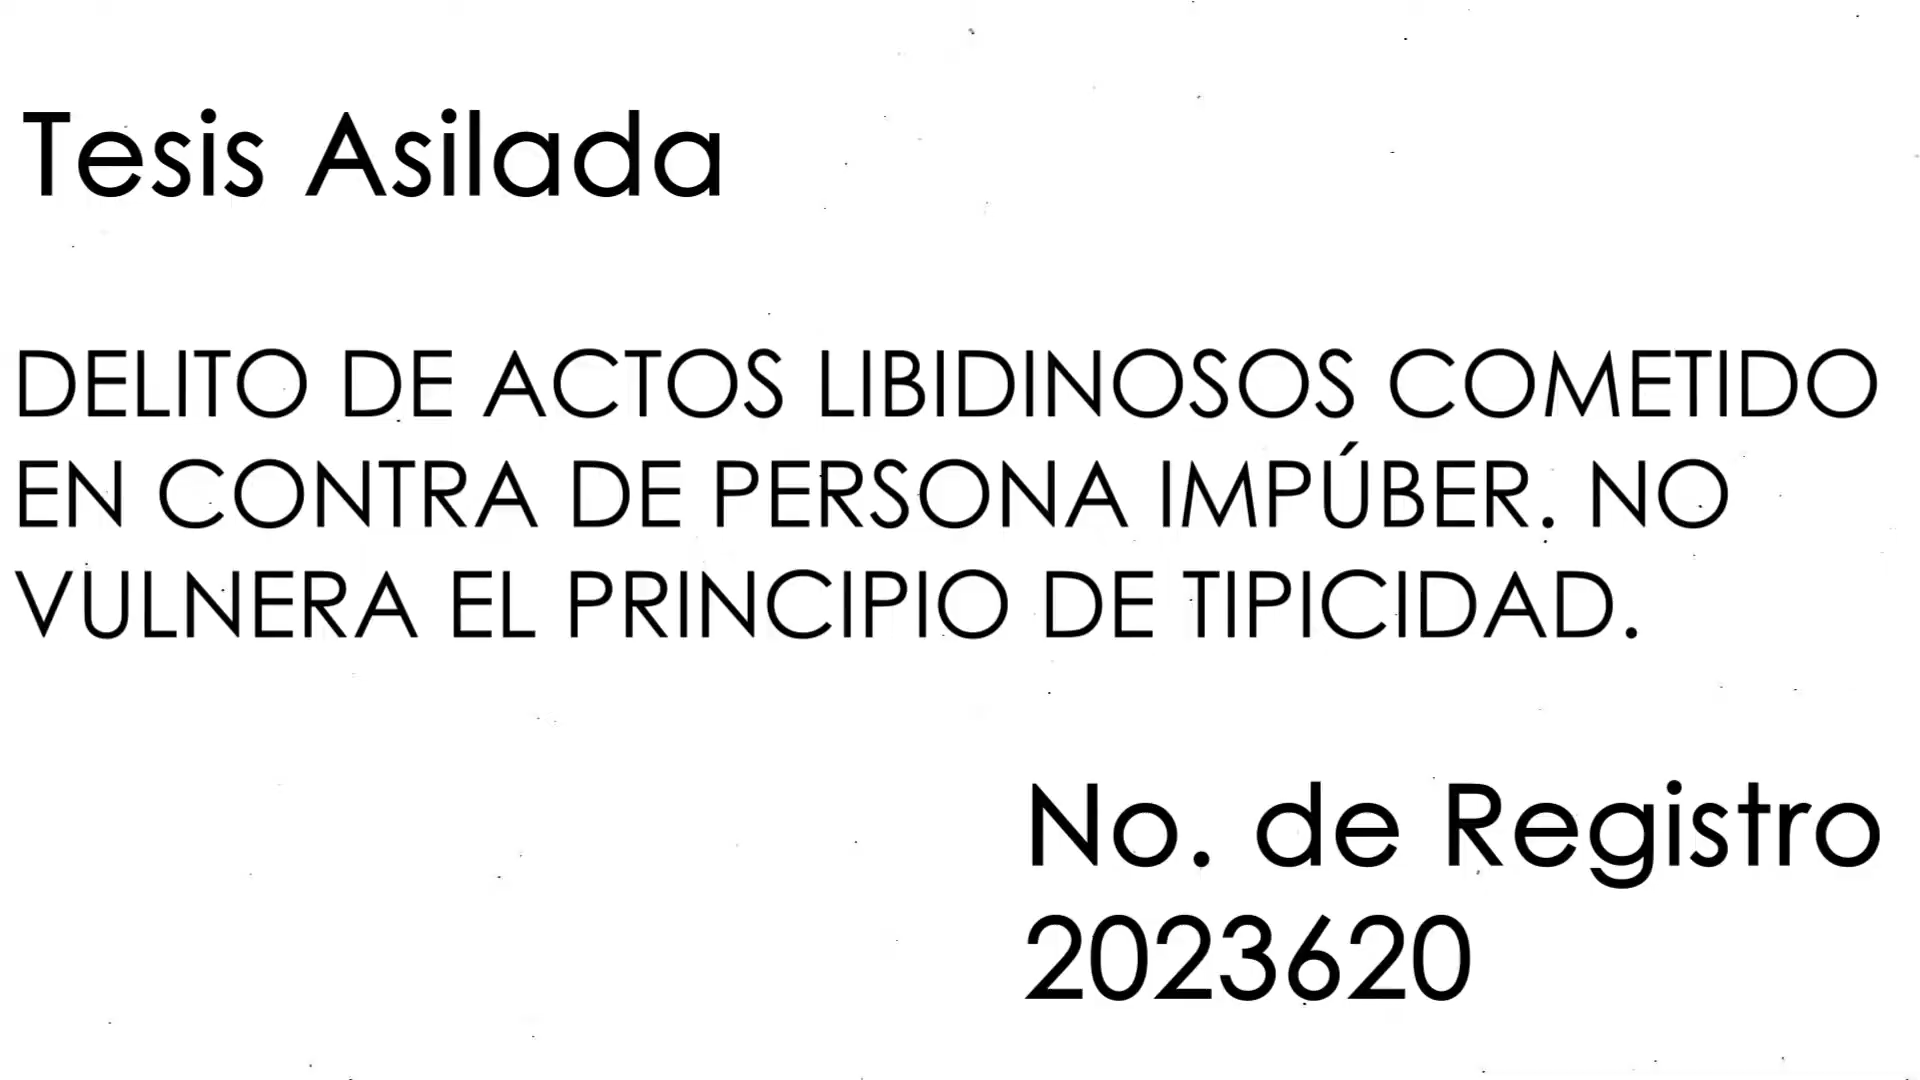 Tesis Asilada
DELITO DE ACTOS LIBIDINOSOS COMETIDO
EN CONTRA DE PERSONA IMPÚBER. NO
VULNERA EL PRINCIPIO DE TIPICIDAD.
No. de Registro
2023620